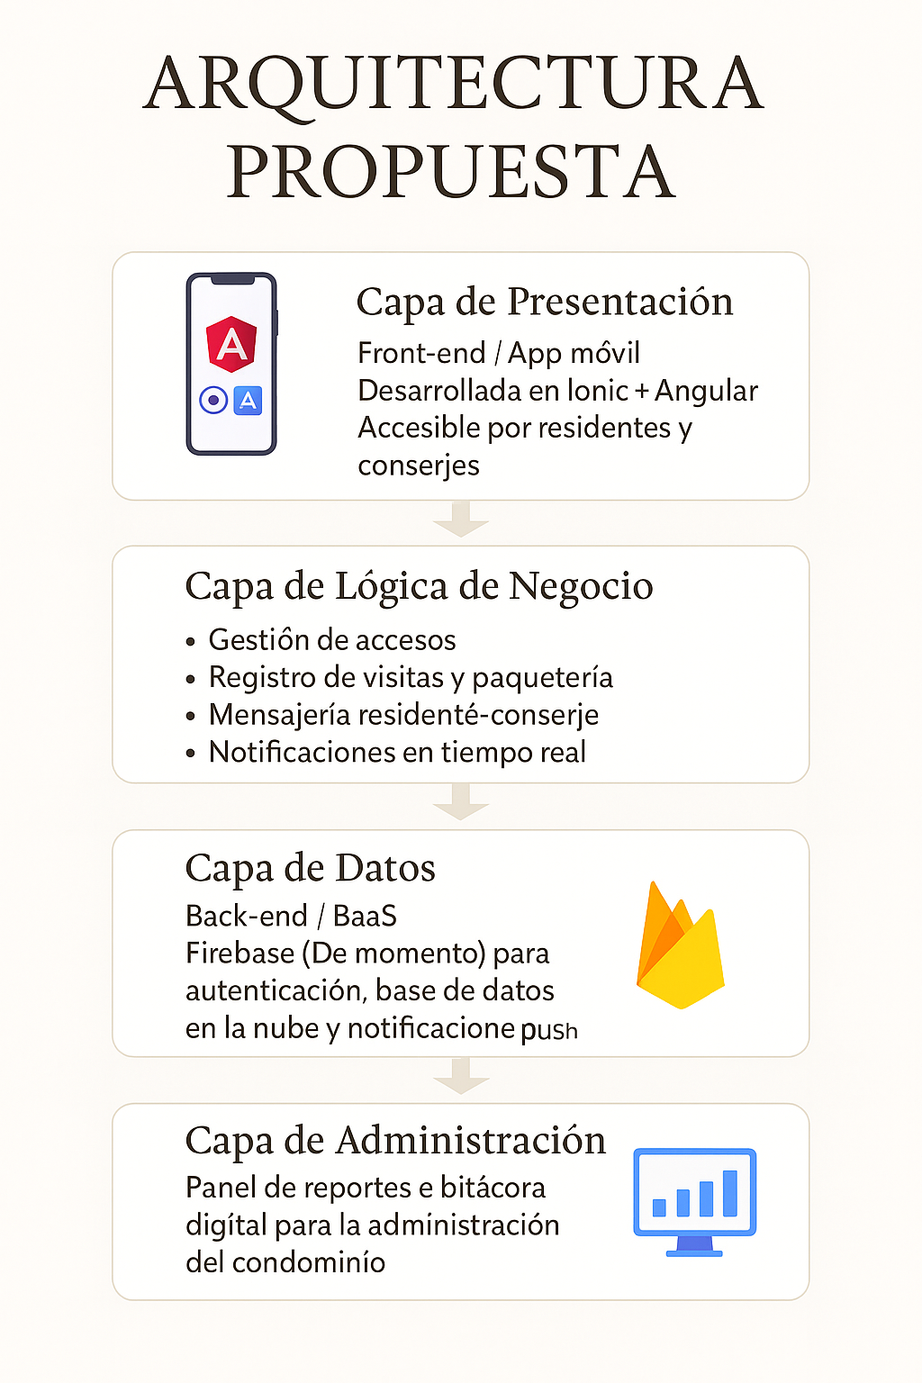 ARQUITECTURA
PROPUESTA
Capa de Presentación
Front-end / App móvil
Desarrollada en Ionic + Angular
Accesible por residentes y
conserjes
Capa de Lógica de Negocio
• Gestiôn de accesos
• Registro de visitas y paquetería
• Mensajería residenté-conserje
• Notificaciones en tiempo real
Capa de Datos
Back-end / BaaS
Firebase (De momento) para
autenticación, base de datos
en la nube y notificacione push
Capa de Administración
Panel de reportes e bitácora
digítal para la admínistración
del condominío